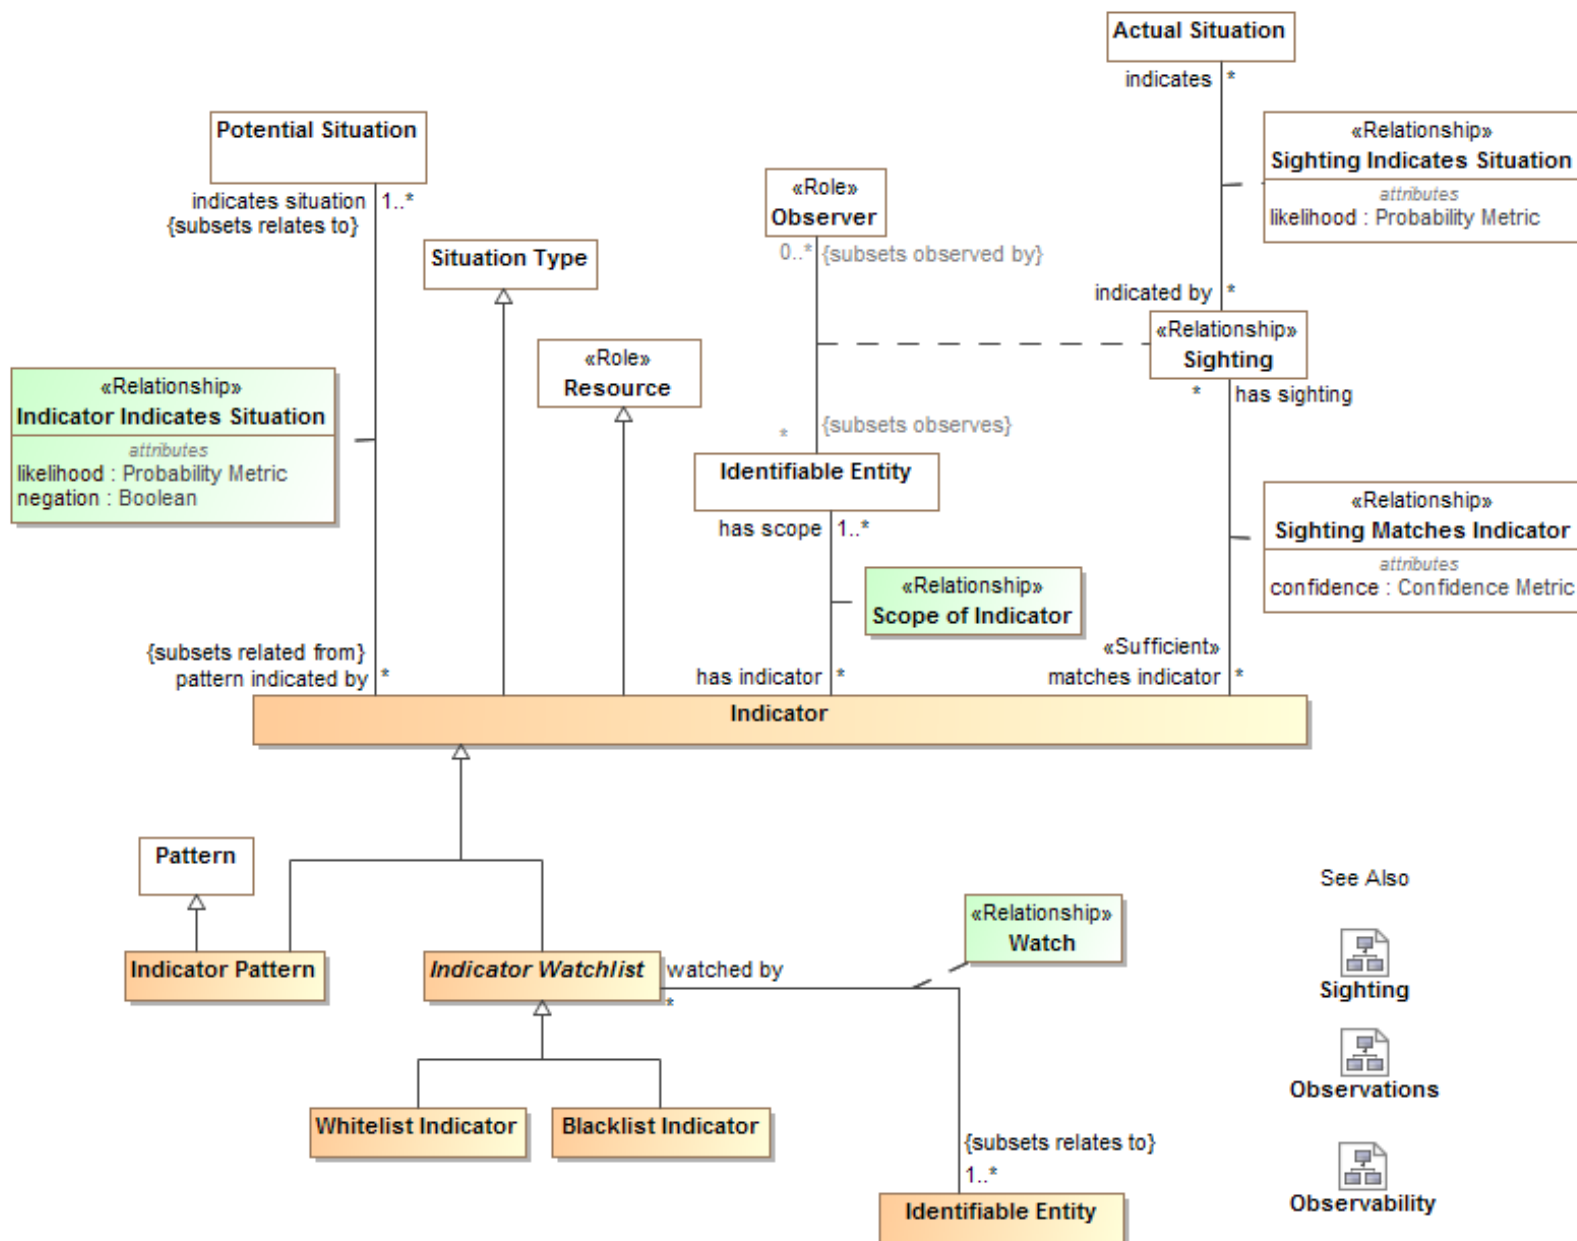 Actual Situation
indicates *
Potential Situation
«Relationship»
Sighting Indicates Situation
attributes
likelihood : Probability Metric
indicates situation 1..*
{subsets relates to}
«Role»
Observer
0..* {subsets observed by}
Situation Type
indicated by *
«Relationship»
Sighting
* has sighting
«Role»
Resource
«Relationship»
Indicator Indicates Situation
attributes
likelihood : Probability Metric
negation : Boolean
* {subsets observes}
Identifiable Entity
has scope 1..*
«Relationship»
Sighting Matches Indicator
attributes
confidence : Confidence Metric
«Relationship»
Scope of Indicator
{subsets related from}
pattern indicated by *
has indicator *
«Sufficient»
matches indicator *
Indicator
Pattern
Indicator Pattern
Indicator Watchlist
watched by
*
«Relationship»
Watch
See Also
Sighting
Observations
Observability
Whitelist Indicator
Blacklist Indicator
{subsets relates to}
1..*
Identifiable Entity